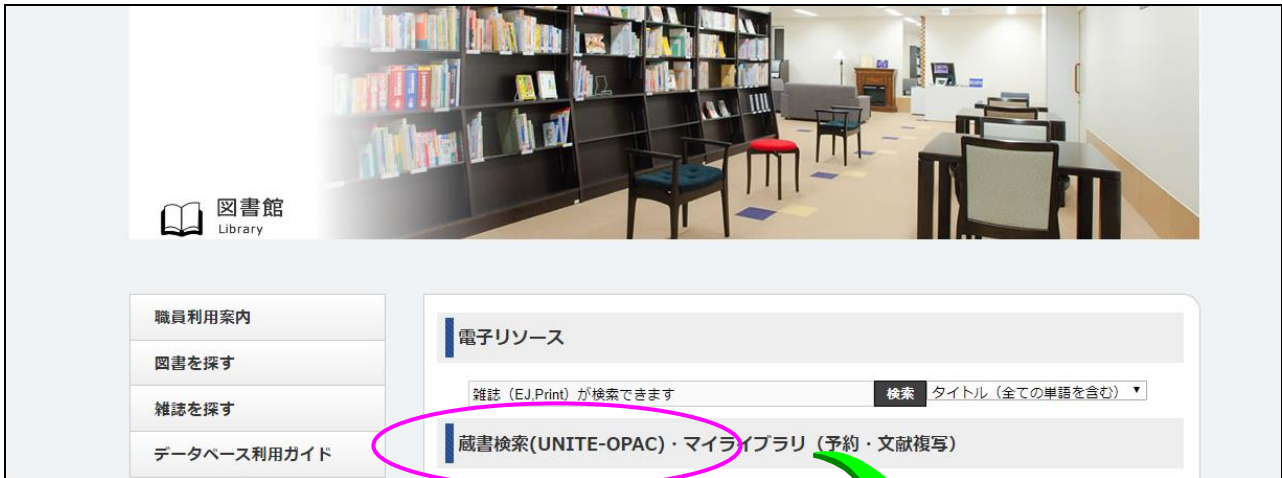 図書館
Library
職員利用案内
図書を探す
雑誌を探す
データベース利用ガイド
電子リソース
雑誌（EJ,Print）が検索できます
検索
タイトル（全ての単語を含む）▼
蔵書検索(UNITE-OPAC)・マイライブラリ（予約・文献複写）